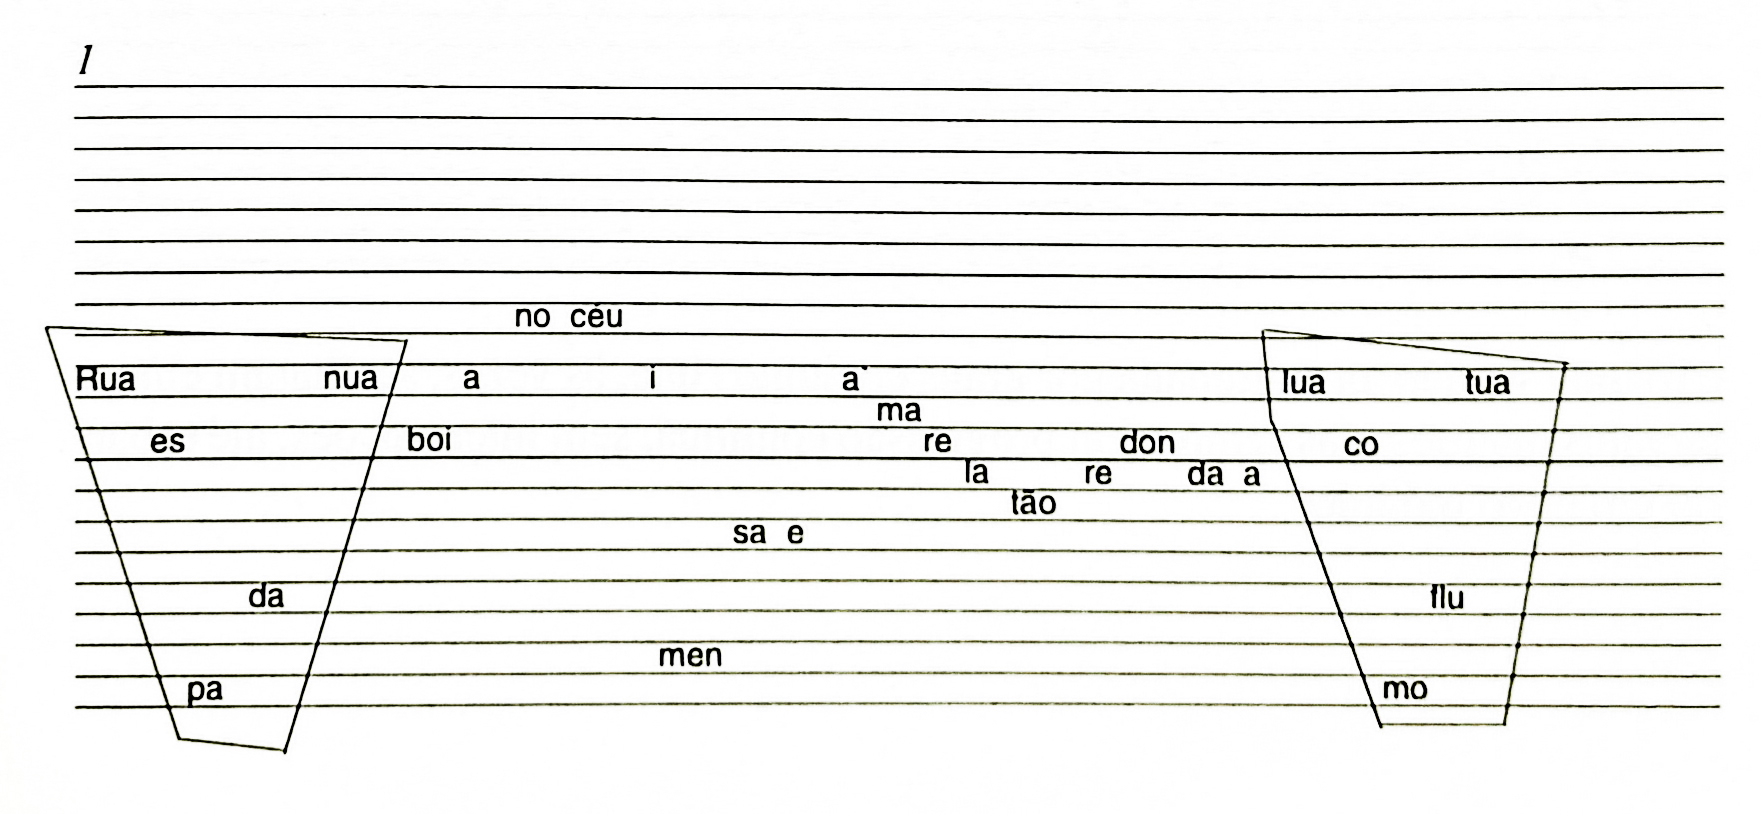 1
no céu
Rua nua a i a lua tua
ma
es boi re don co
la re da a
tão
sa e
da flu
men
pa mo